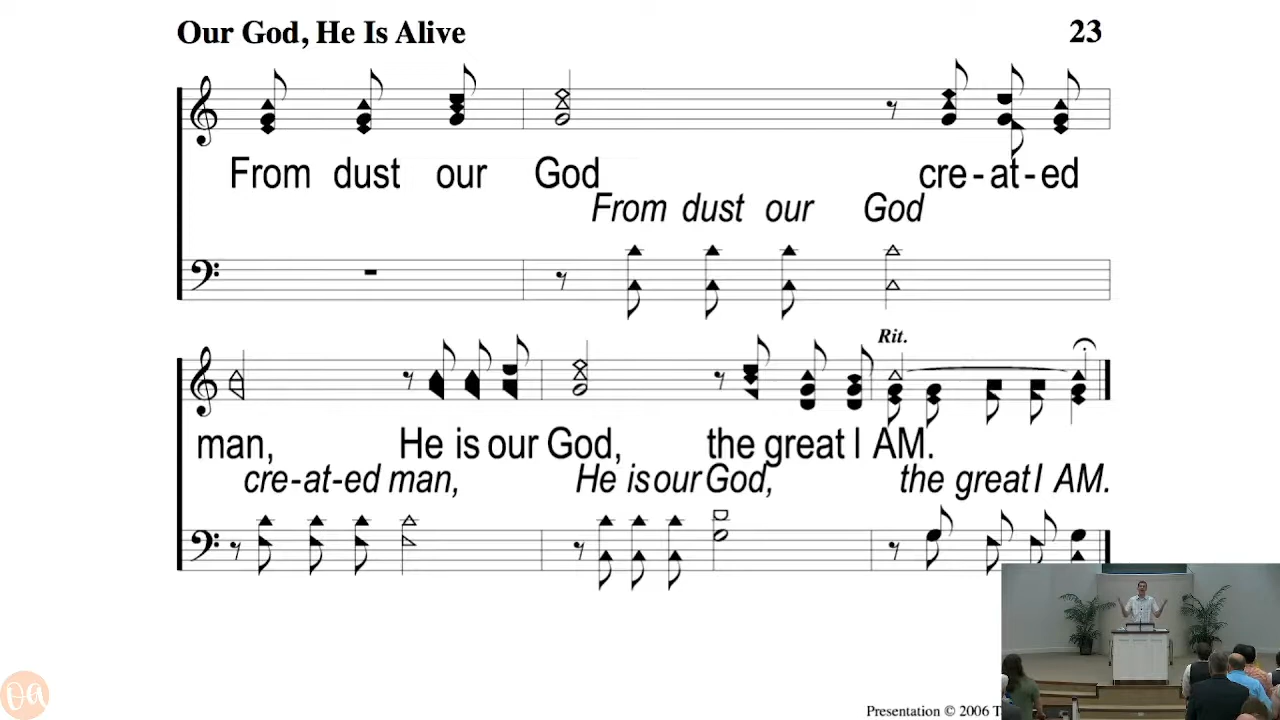 Our God, He Is Alive 23
From dust our God cre-at-ed
From dust our God
Rit.
man, He is our God, the great I AM.
cre-at-ed man, He is our God, the great I AM.
Presentation © 2006